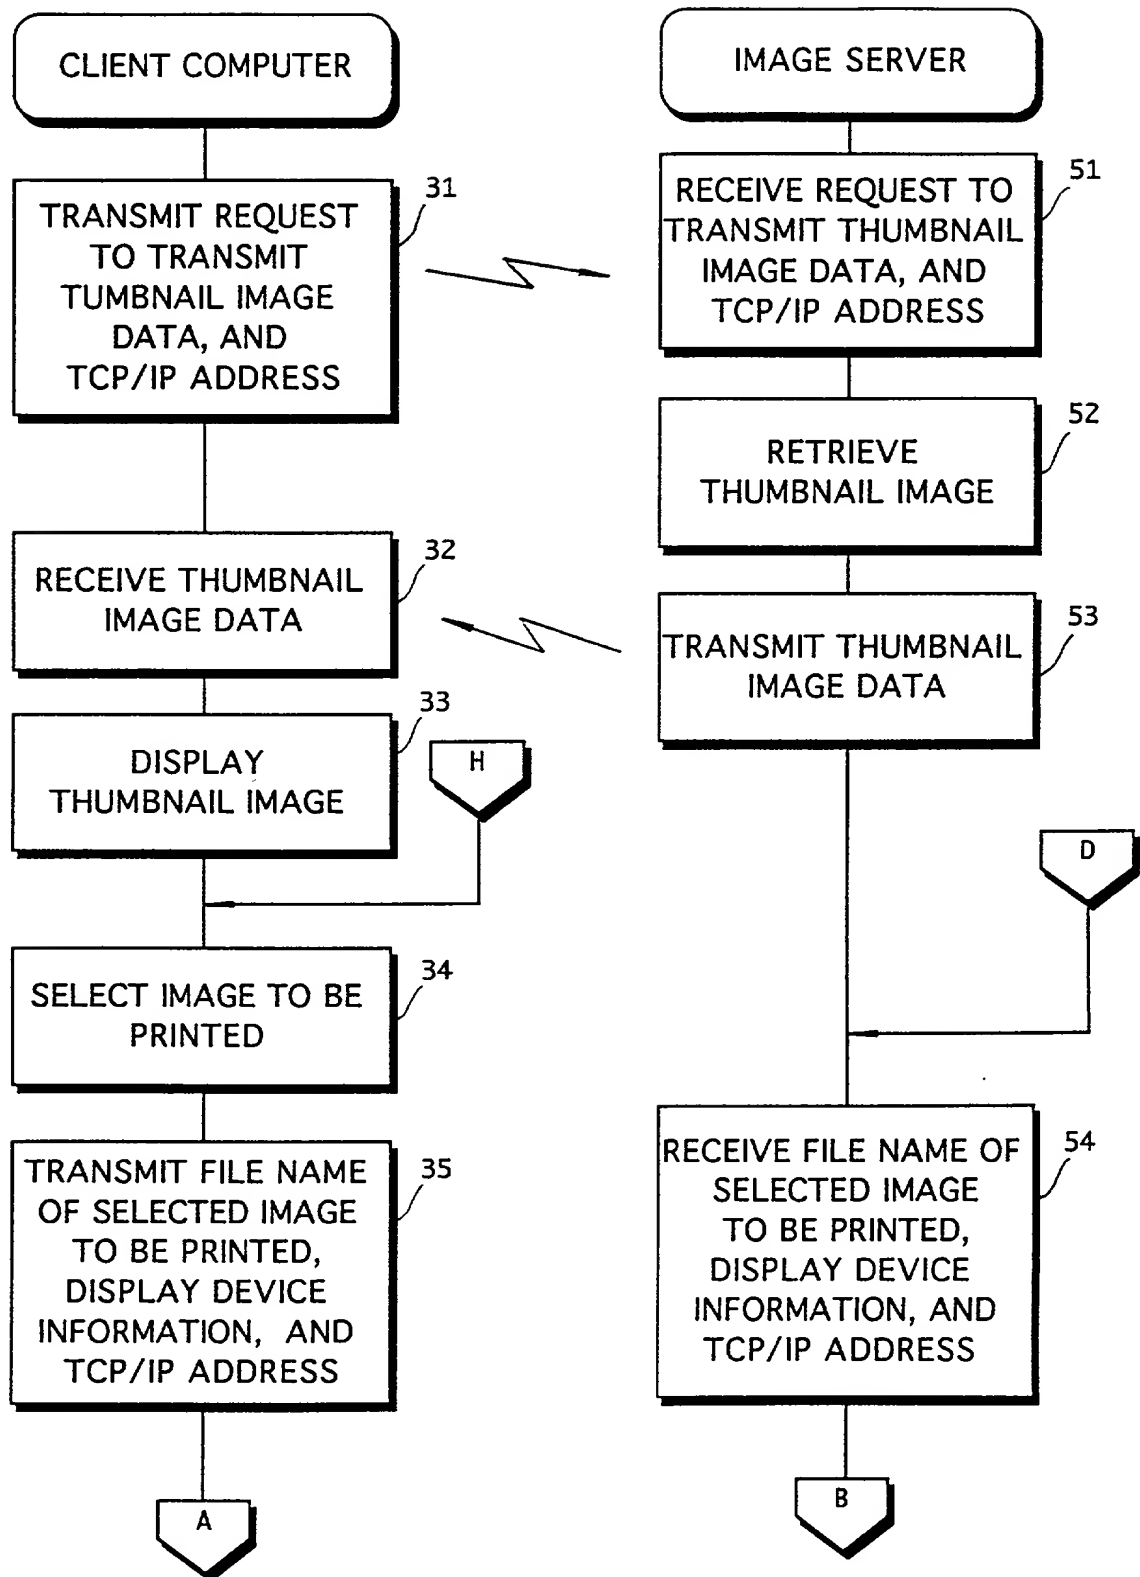 CLIENT COMPUTER
31
TRANSMIT REQUEST
TO TRANSMIT
TUMBNAIL IMAGE
DATA, AND
TCP/IP ADDRESS
32
RECEIVE THUMBNAIL
IMAGE DATA
33
DISPLAY
THUMBNAIL IMAGE
H
34
SELECT IMAGE TO BE
PRINTED
35
TRANSMIT FILE NAME
OF SELECTED IMAGE
TO BE PRINTED,
DISPLAY DEVICE
INFORMATION, AND
TCP/IP ADDRESS
A
IMAGE SERVER
51
RECEIVE REQUEST TO
TRANSMIT THUMBNAIL
IMAGE DATA, AND
TCP/IP ADDRESS
52
RETRIEVE
THUMBNAIL IMAGE
53
TRANSMIT THUMBNAIL
IMAGE DATA
D
54
RECEIVE FILE NAME OF
SELECTED IMAGE
TO BE PRINTED,
DISPLAY DEVICE
INFORMATION, AND
TCP/IP ADDRESS
B